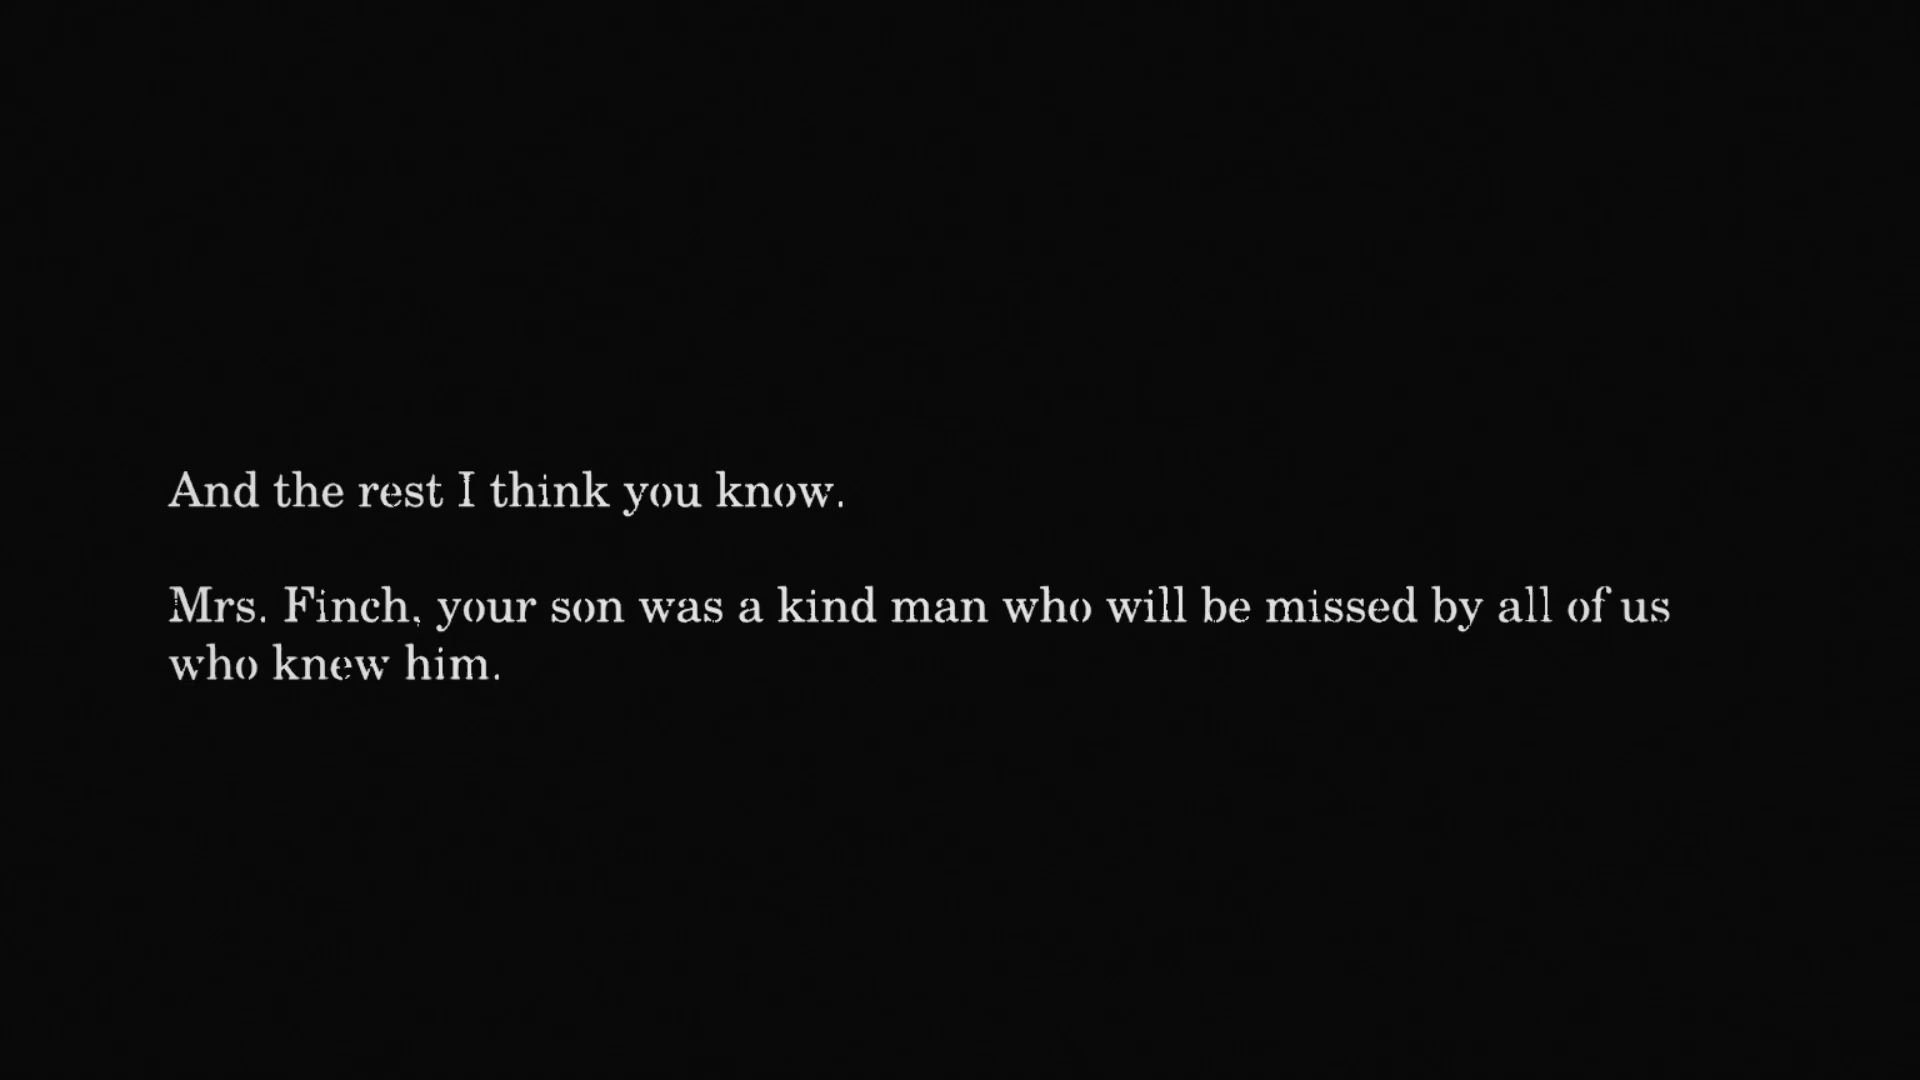 And the rest I think you know.
Mrs. Finch, your son was a kind man who will be missed by all of us
who knew him.